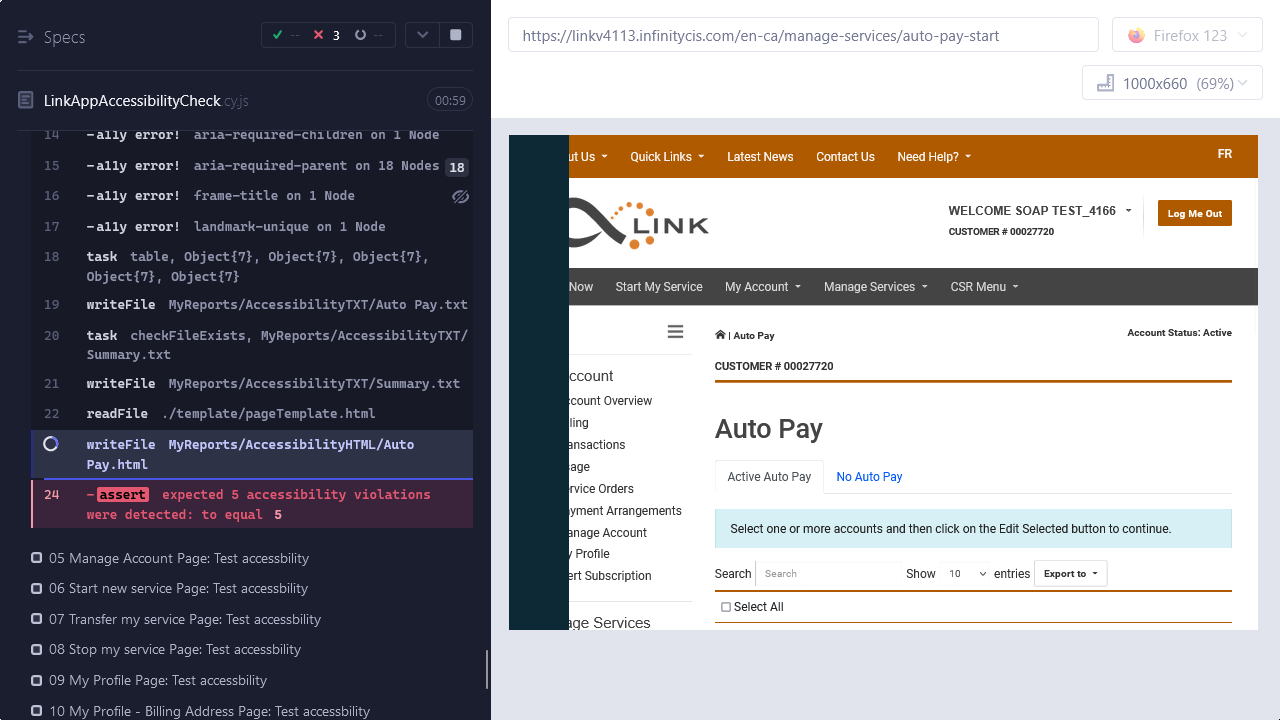 Specs
-- 3 --
LinkAppAccessibilityCheck.cy.js 00:59
14 -a11y error! aria-required-children on 1 Node
15 -a11y error! aria-required-parent on 18 Nodes 18
16 -a11y error! frame-title on 1 Node
17 -a11y error! landmark-unique on 1 Node
18 task table, Object{7}, Object{7}, Object{7},
Object{7}, Object{7}
19 writeFile MyReports/AccessibilityTXT/Auto Pay.txt
20 task checkFileExists, MyReports/AccessibilityTXT/
Summary.txt
21 writeFile MyReports/AccessibilityTXT/Summary.txt
22 readFile ./template/pageTemplate.html
writeFile MyReports/AccessibilityHTML/Auto
Pay.html
24 -assert expected 5 accessibility violations
were detected: to equal 5
05 Manage Account Page: Test accessbility
06 Start new service Page: Test accessbility
07 Transfer my service Page: Test accessbility
08 Stop my service Page: Test accessbility
09 My Profile Page: Test accessbility
10 My Profile - Billing Address Page: Test accessbility
https://linkv4113.infinitycis.com/en-ca/manage-services/auto-pay-start
Firefox 123
1000x660 (69%)
ut Us Quick Links Latest News Contact Us Need Help? FR
LINK
WELCOME SOAP TEST_4166
CUSTOMER # 00027720
Log Me Out
Now Start My Service My Account Manage Services CSR Menu
| Auto Pay
Account Status: Active
CUSTOMER # 00027720
ccount
ccount Overview
ling
ansactions
sage
ervice Orders
yment Arrangements
anage Account
y Profile
ert Subscription
age Services
Auto Pay
Active Auto Pay No Auto Pay
Select one or more accounts and then click on the Edit Selected button to continue.
Search Search Show 10 entries Export to
Select All